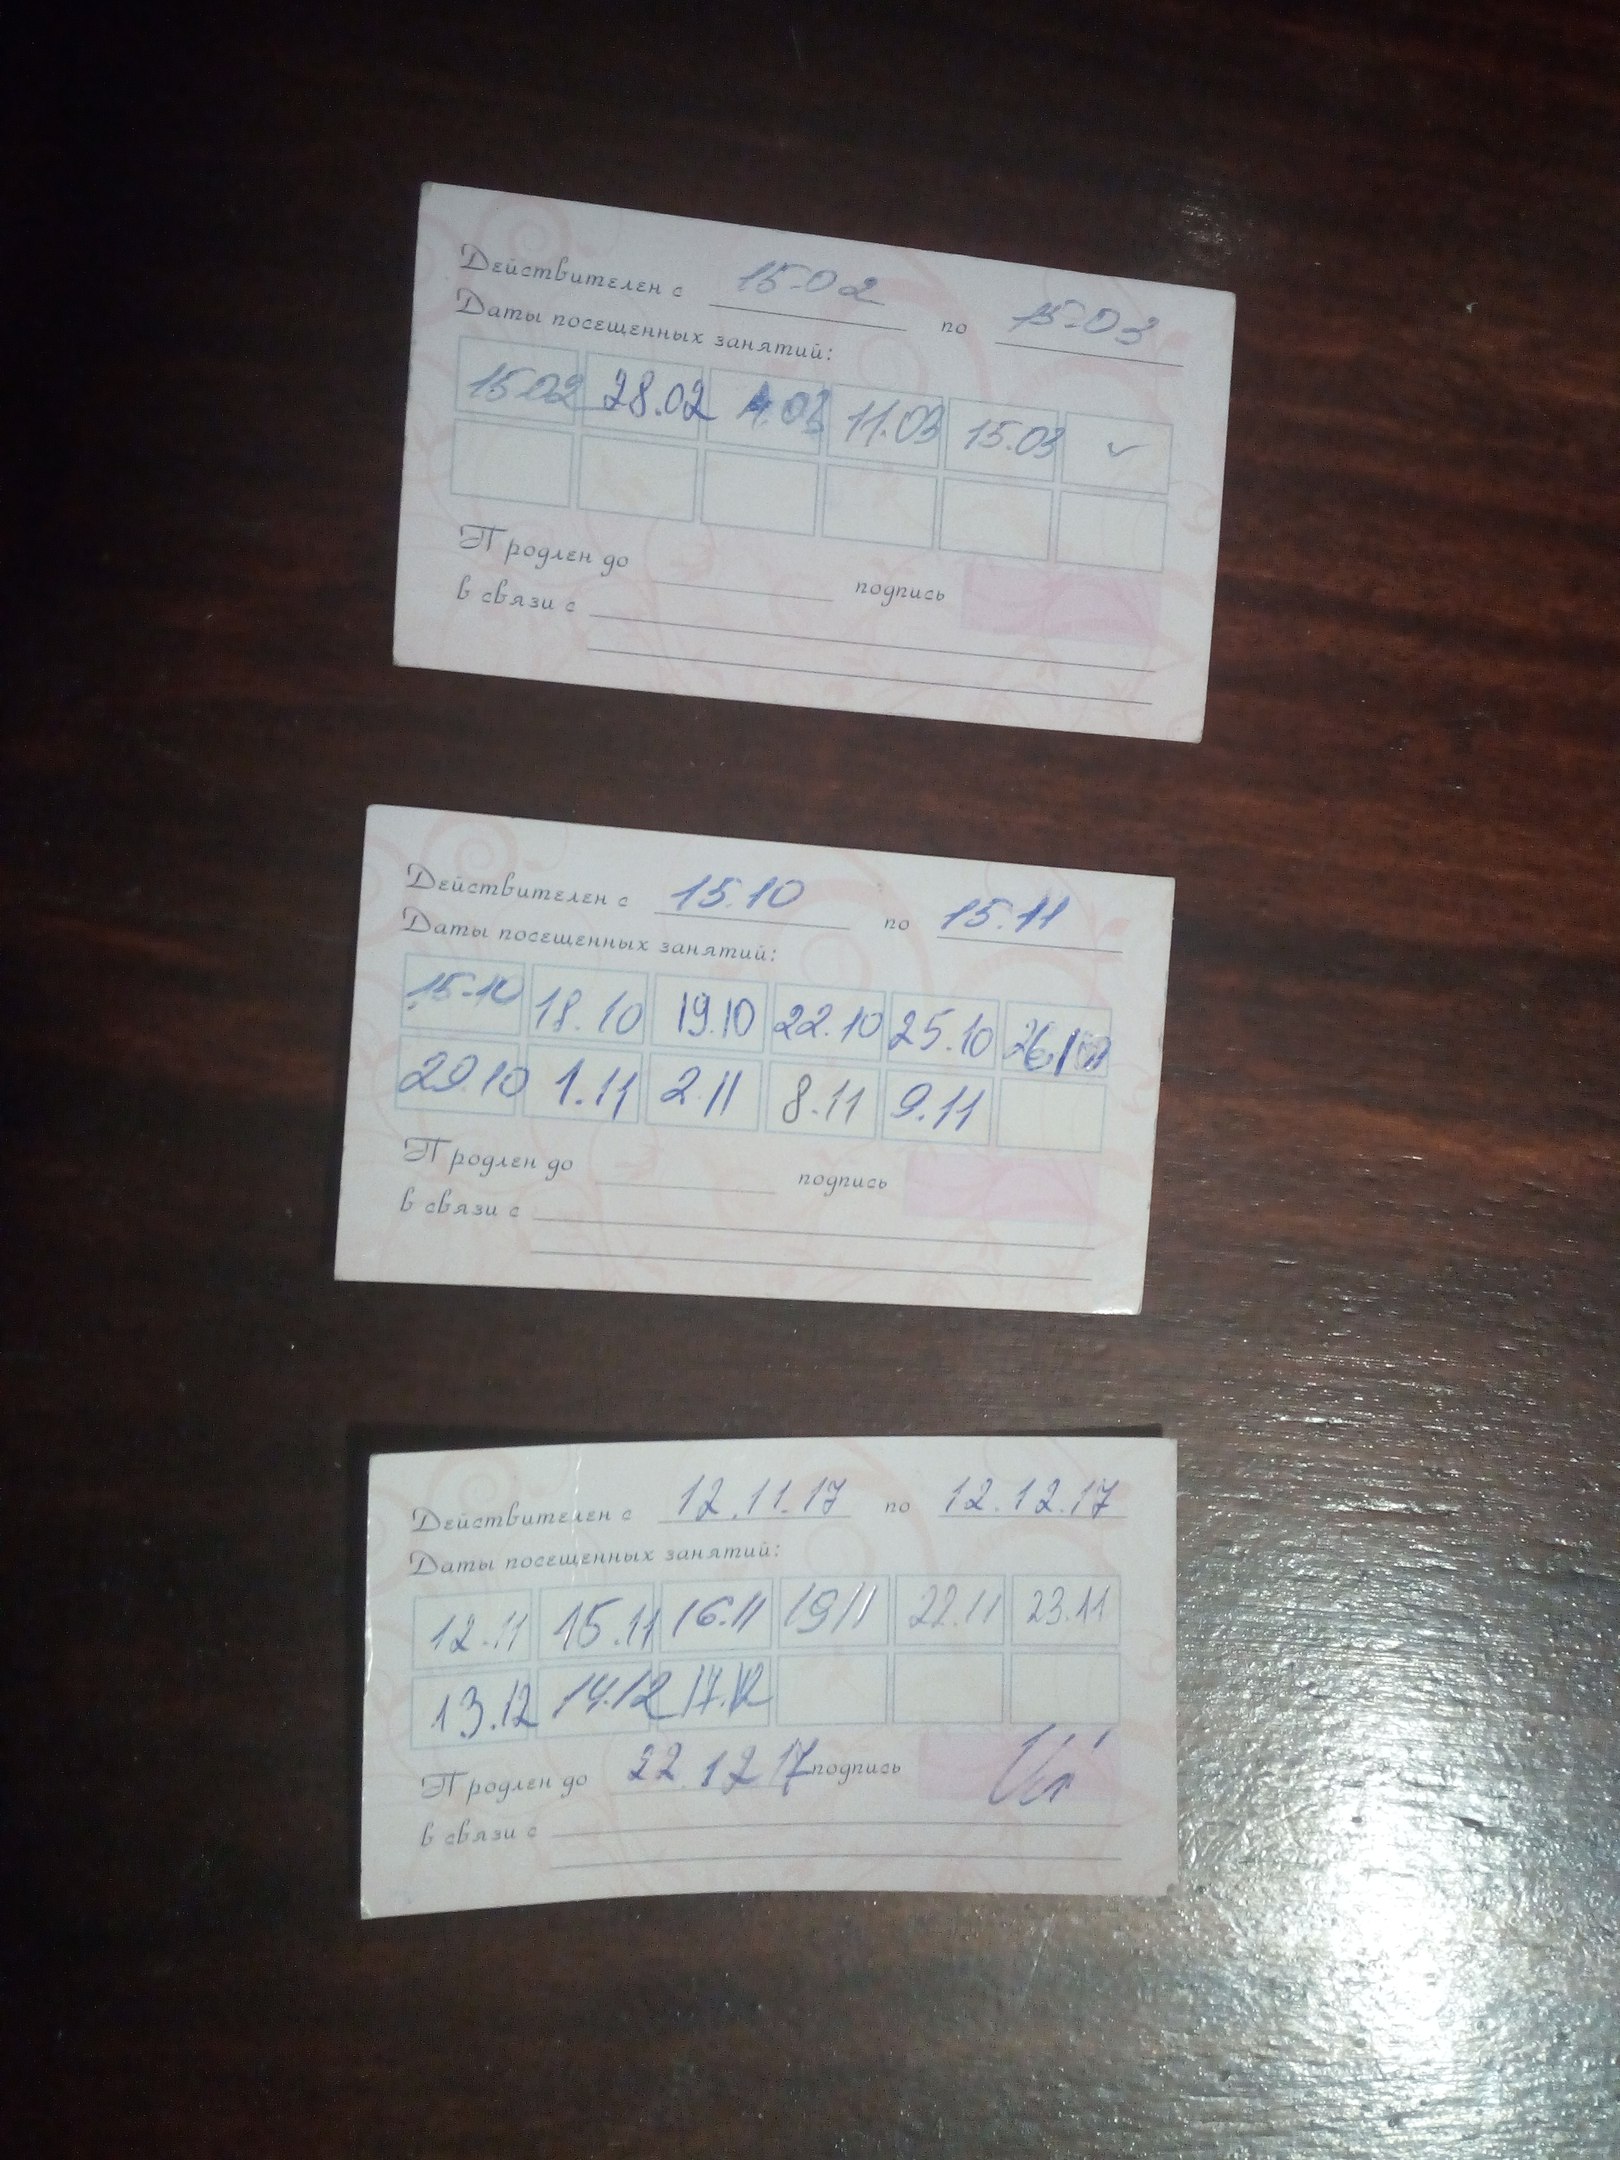 Действителен с 15-02 по 15-03
Даты посещенных занятий:
15.02 28.02 4.03 11.03 15.03 ✓
Продлен до подпись
в связи с
Действителен с 15.10 по 15.11
Даты посещенных занятий:
15-10 18.10 19.10 22.10 25.10 26.10
29.10 1.11 2.11 8.11 9.11
Продлен до подпись
в связи с
Действителен с 12.11.17 по 12.12.17
Даты посещенных занятий:
12.11 15.11 16.11 19 11 22.11 23.11
13.12 14.12 17.12
Продлен до 22.12 17 подпись
в связи с